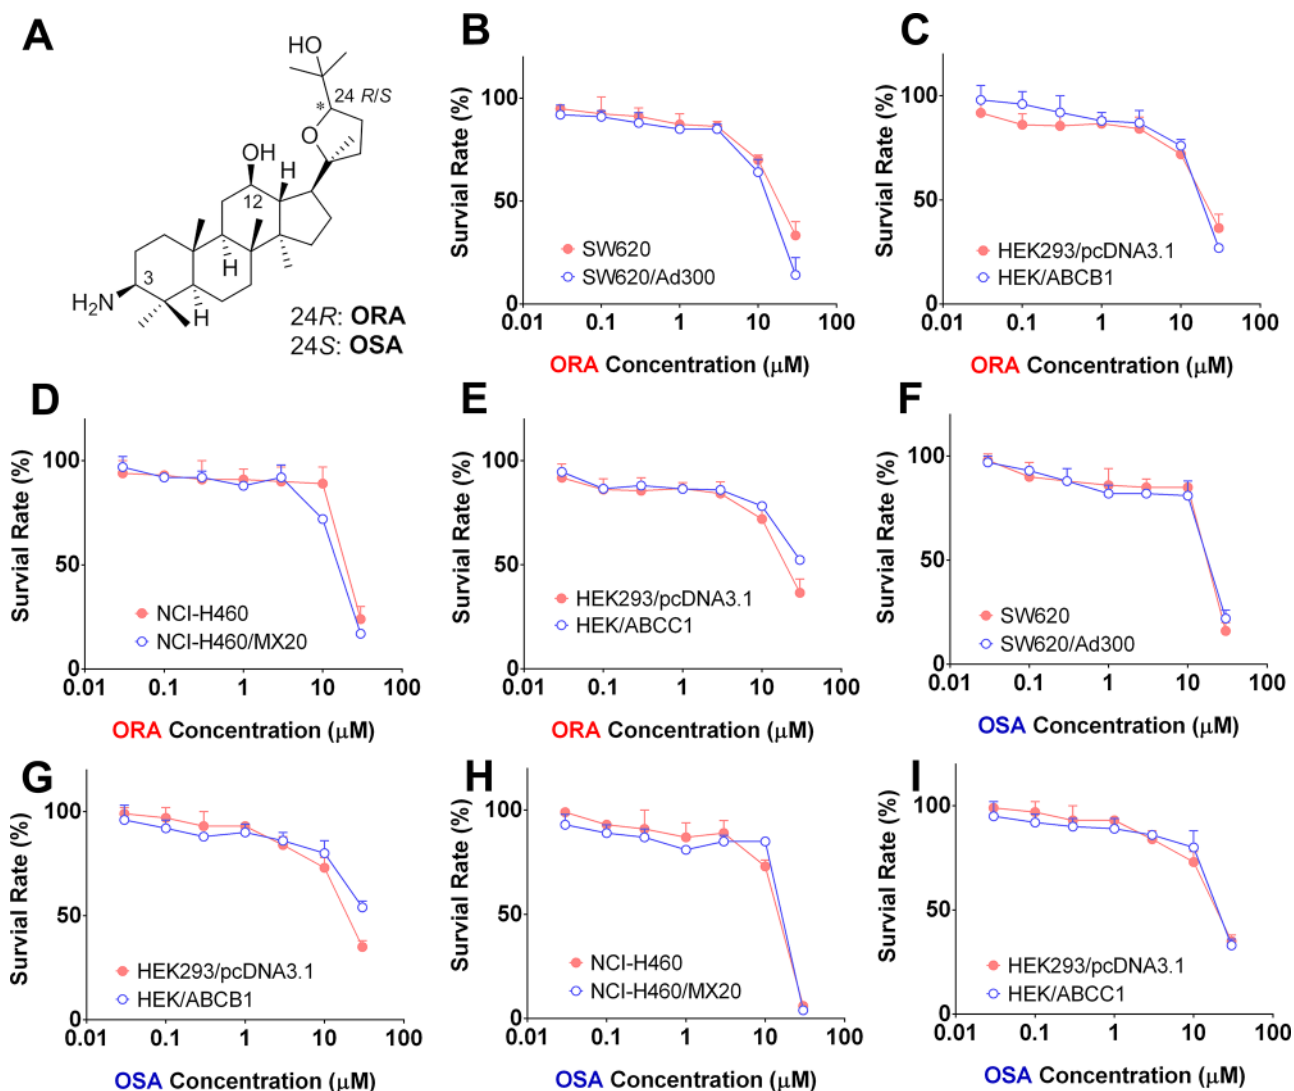 A
HO
24 R/S
*
O
OH
H
12
H
H
3
H2N
H
24R: ORA
24S: OSA
B
Survial Rate (%)
100
50
0
SW620
SW620/Ad300
0.01 0.1 1 10 100
ORA Concentration (μM)
C
Survial Rate (%)
100
50
0
HEK293/pcDNA3.1
HEK/ABCB1
0.01 0.1 1 10 100
ORA Concentration (μM)
D
Survial Rate (%)
100
50
0
NCI-H460
NCI-H460/MX20
0.01 0.1 1 10 100
ORA Concentration (μM)
E
Survial Rate (%)
100
50
0
HEK293/pcDNA3.1
HEK/ABCC1
0.01 0.1 1 10 100
ORA Concentration (μM)
F
Survial Rate (%)
100
50
0
SW620
SW620/Ad300
0.01 0.1 1 10 100
OSA Concentration (μM)
G
Survial Rate (%)
100
50
0
HEK293/pcDNA3.1
HEK/ABCB1
0.01 0.1 1 10 100
OSA Concentration (μM)
H
Survial Rate (%)
100
50
0
NCI-H460
NCI-H460/MX20
0.01 0.1 1 10 100
OSA Concentration (μM)
I
Survial Rate (%)
100
50
0
HEK293/pcDNA3.1
HEK/ABCC1
0.01 0.1 1 10 100
OSA Concentration (μM)